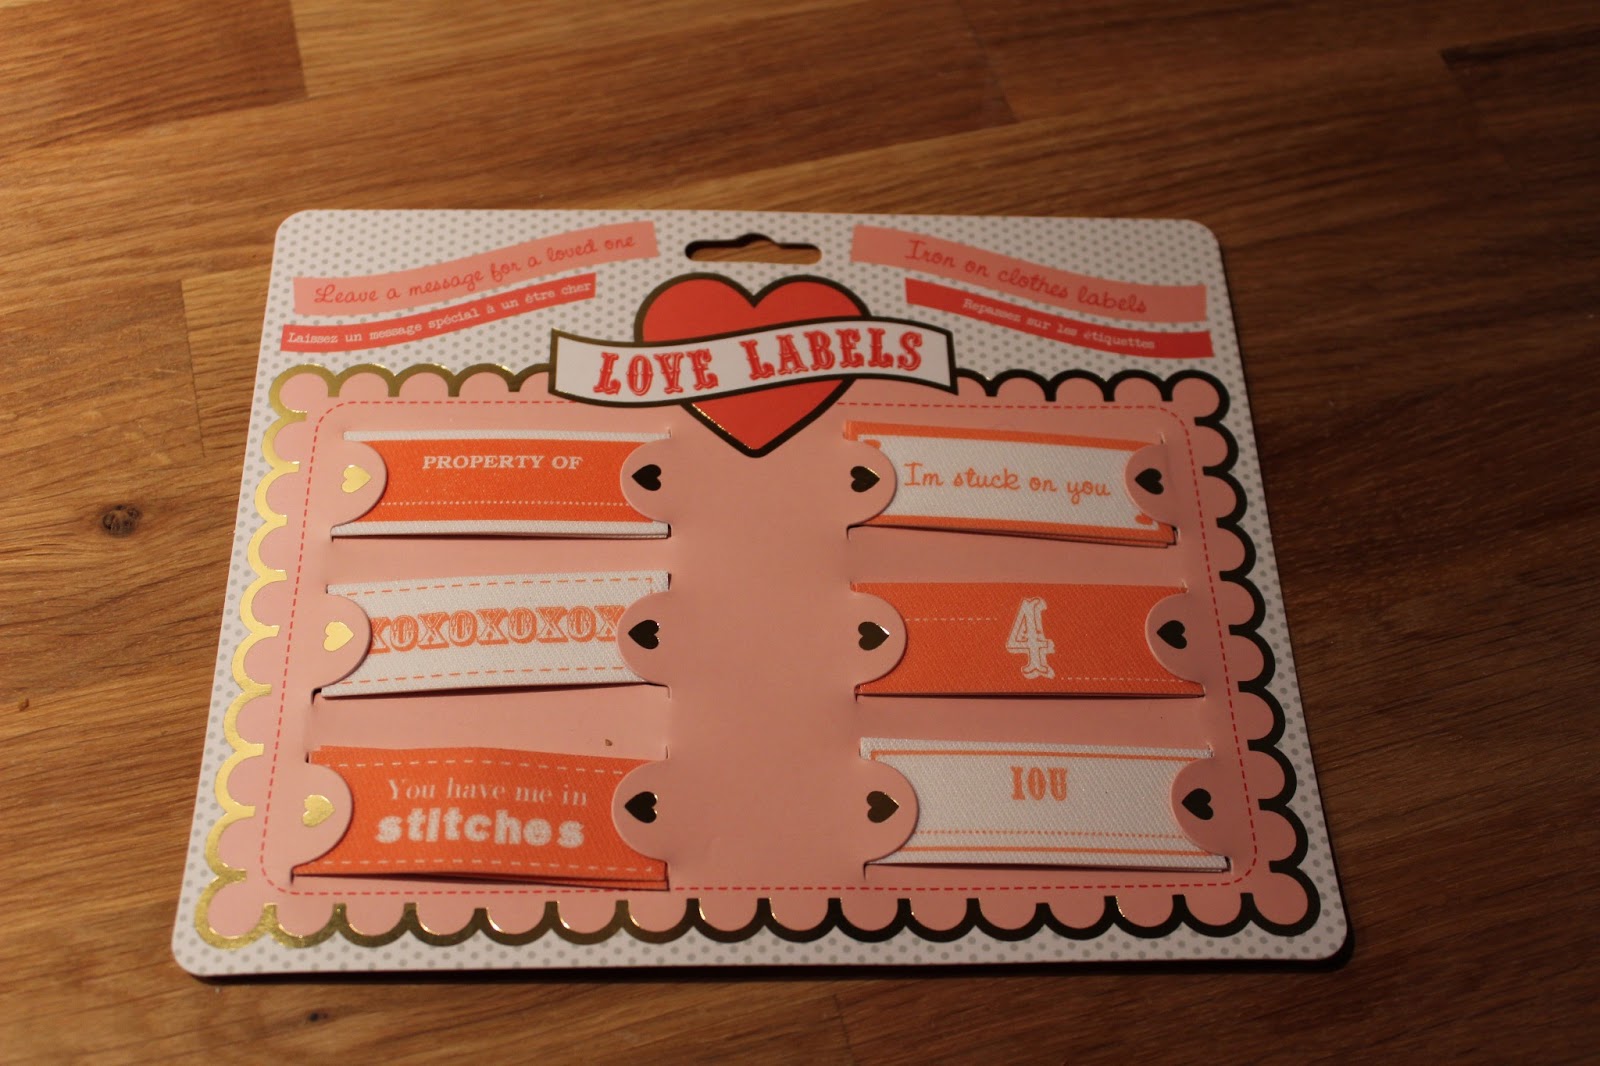 Leave a message for a loved one
Laissez un message spécial à un être cher
Iron on clothes labels
Repassez sur les étiquettes
LOVE LABELS
PROPERTY OF
Im stuck on you
XOXOXOXOX
4
You have me in
stitches
IOU